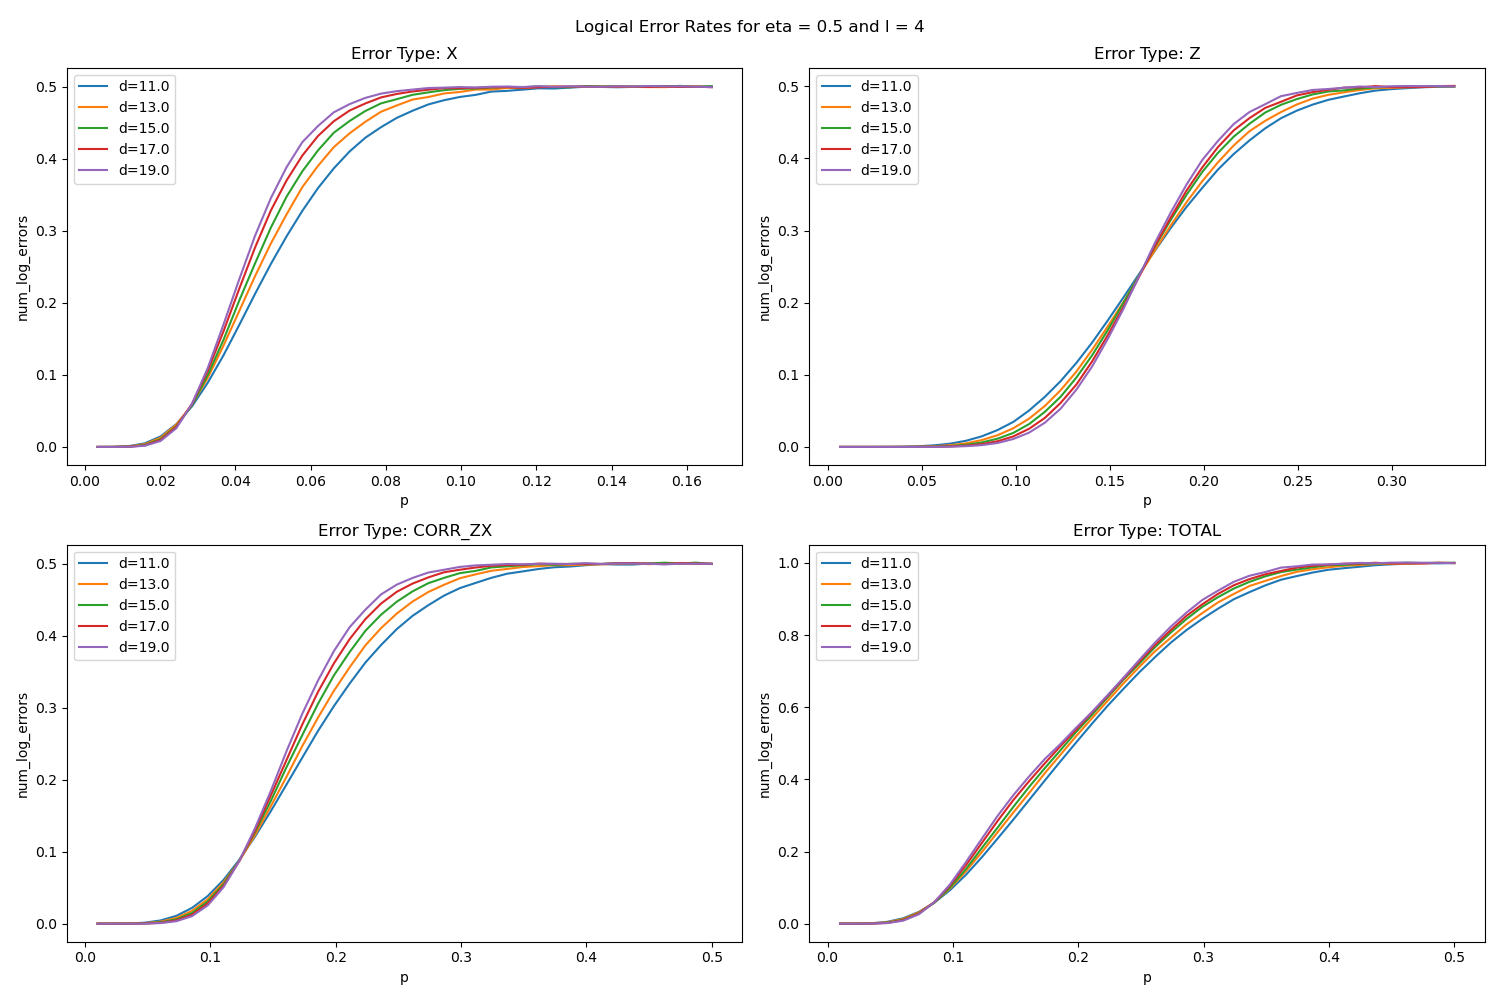 Logical Error Rates for eta = 0.5 and l = 4
Error Type: X
num_log_errors
0.5
0.4
0.3
0.2
0.1
0.0
d=11.0
d=13.0
d=15.0
d=17.0
d=19.0
0.00 0.02 0.04 0.06 0.08 0.10 0.12 0.14 0.16
p
Error Type: Z
num_log_errors
0.5
0.4
0.3
0.2
0.1
0.0
d=11.0
d=13.0
d=15.0
d=17.0
d=19.0
0.00 0.05 0.10 0.15 0.20 0.25 0.30
p
Error Type: CORR_ZX
num_log_errors
0.5
0.4
0.3
0.2
0.1
0.0
d=11.0
d=13.0
d=15.0
d=17.0
d=19.0
0.0 0.1 0.2 0.3 0.4 0.5
p
Error Type: TOTAL
num_log_errors
1.0
0.8
0.6
0.4
0.2
0.0
d=11.0
d=13.0
d=15.0
d=17.0
d=19.0
0.0 0.1 0.2 0.3 0.4 0.5
p